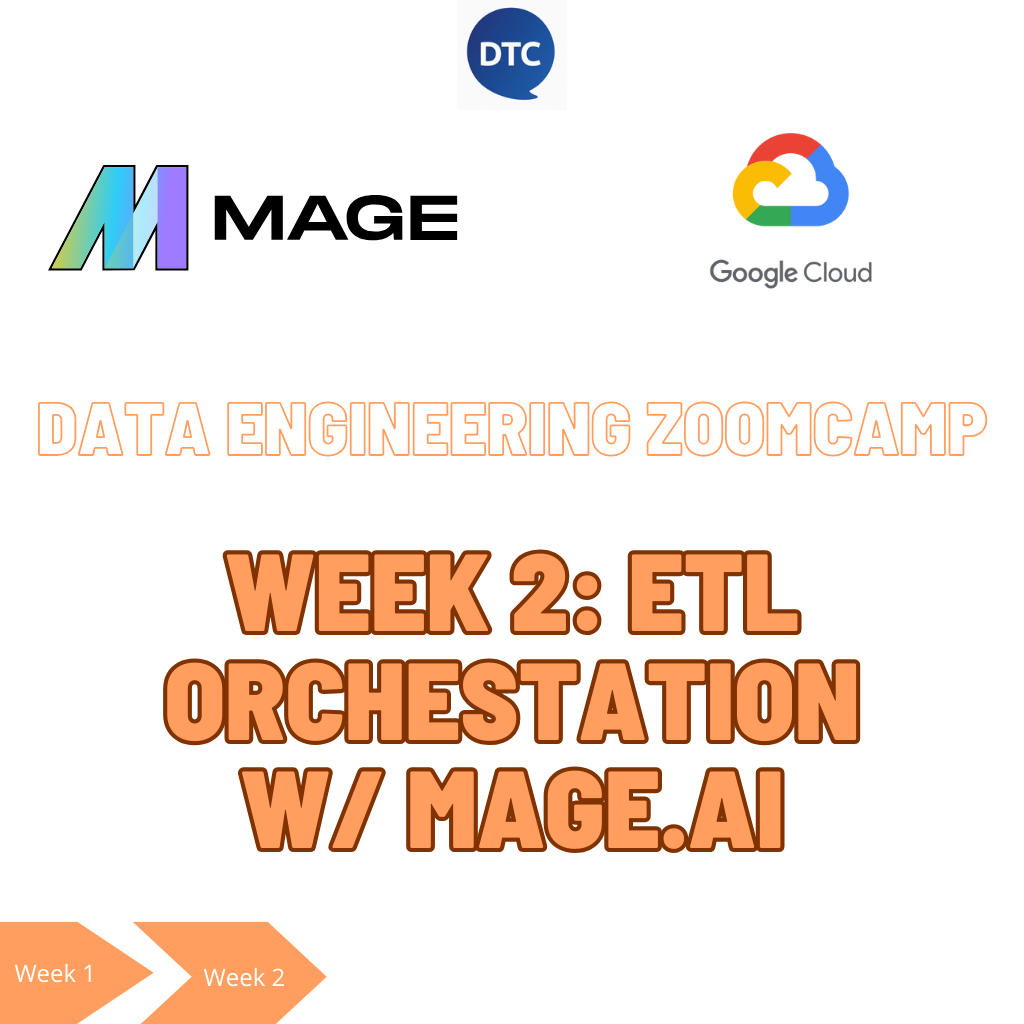 DTC
MAGE
Google Cloud
DATA ENGINEERING ZOOMCAMP
WEEK 2: ETL
ORCHESTATION
W/ MAGE.AI
Week 1
Week 2